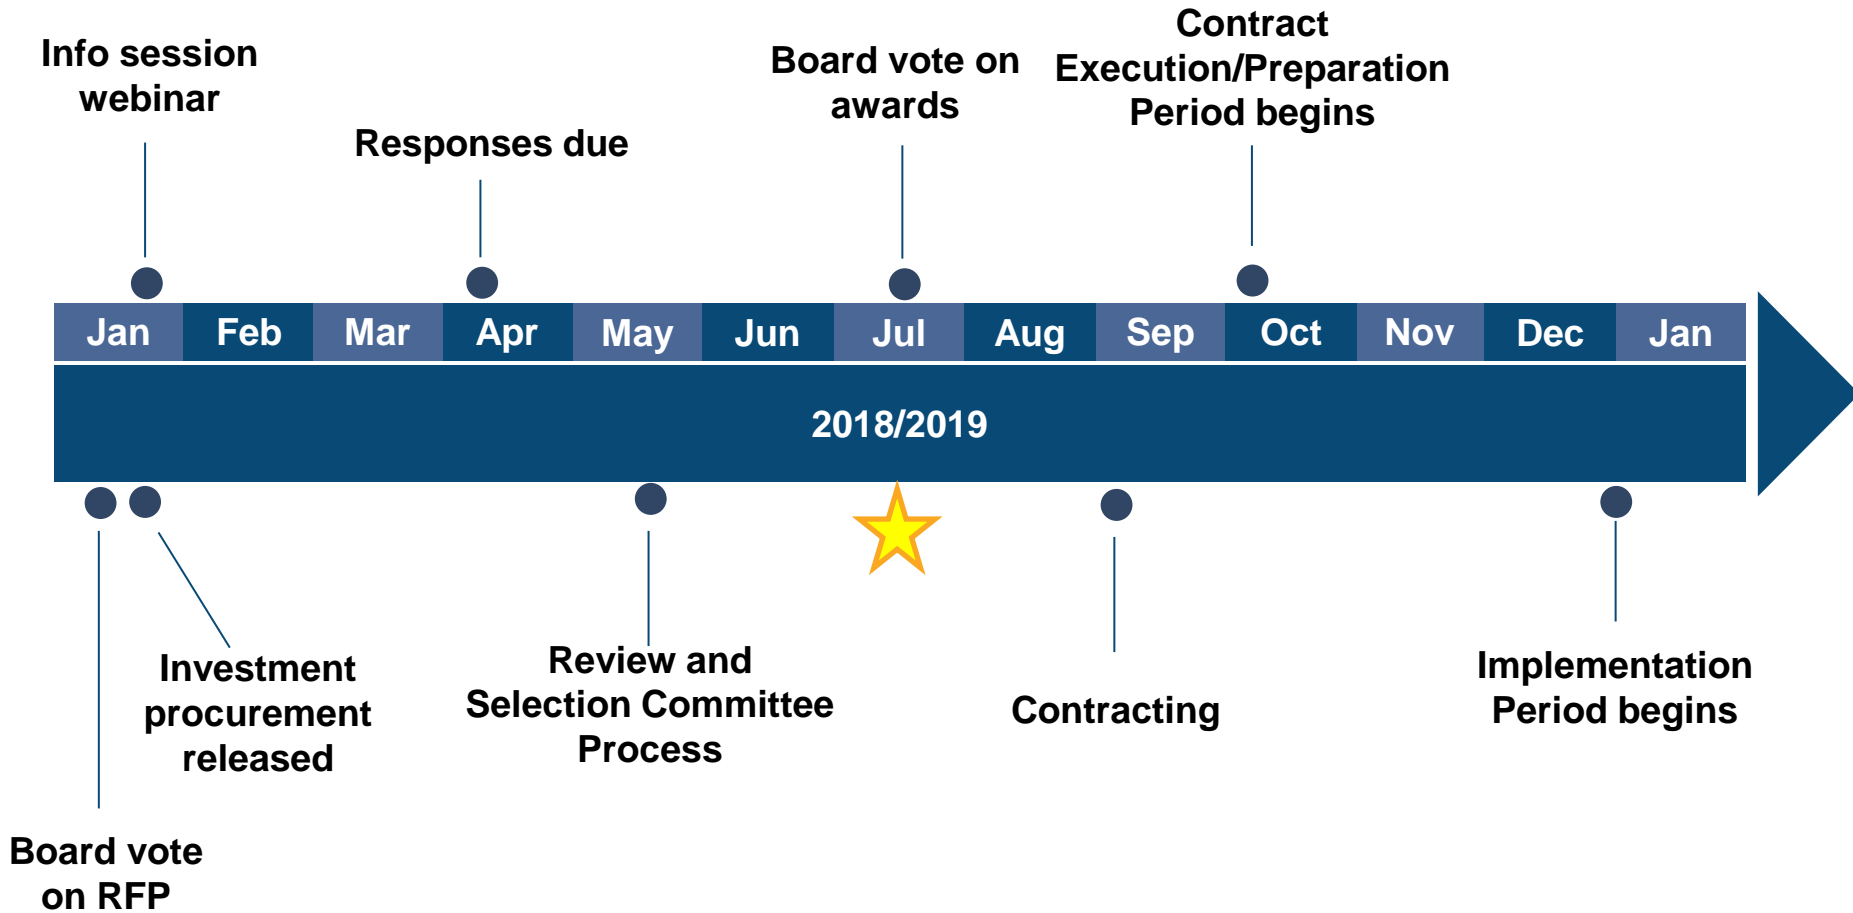 Info session
webinar
Responses due
Board vote on
awards
Contract
Execution/Preparation
Period begins
Jan
Feb
Mar
Apr
May
Jun
Jul
Aug
Sep
Oct
Nov
Dec
Jan
2018/2019
Board vote
on RFP
Investment
procurement
released
Review and
Selection Committee
Process
Contracting
Implementation
Period begins